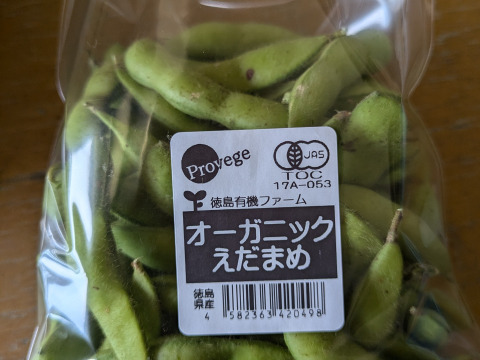 Provege
JAS
TOC
17A-053
徳島有機ファーム
オーガニック
えだまめ
徳島
県産
4 582363 420498